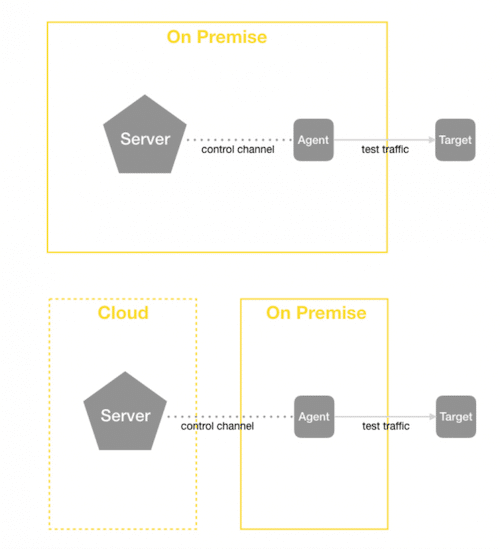 On Premise
Server
control channel
Agent
test traffic
Target
Cloud
On Premise
Server
control channel
Agent
test traffic
Target